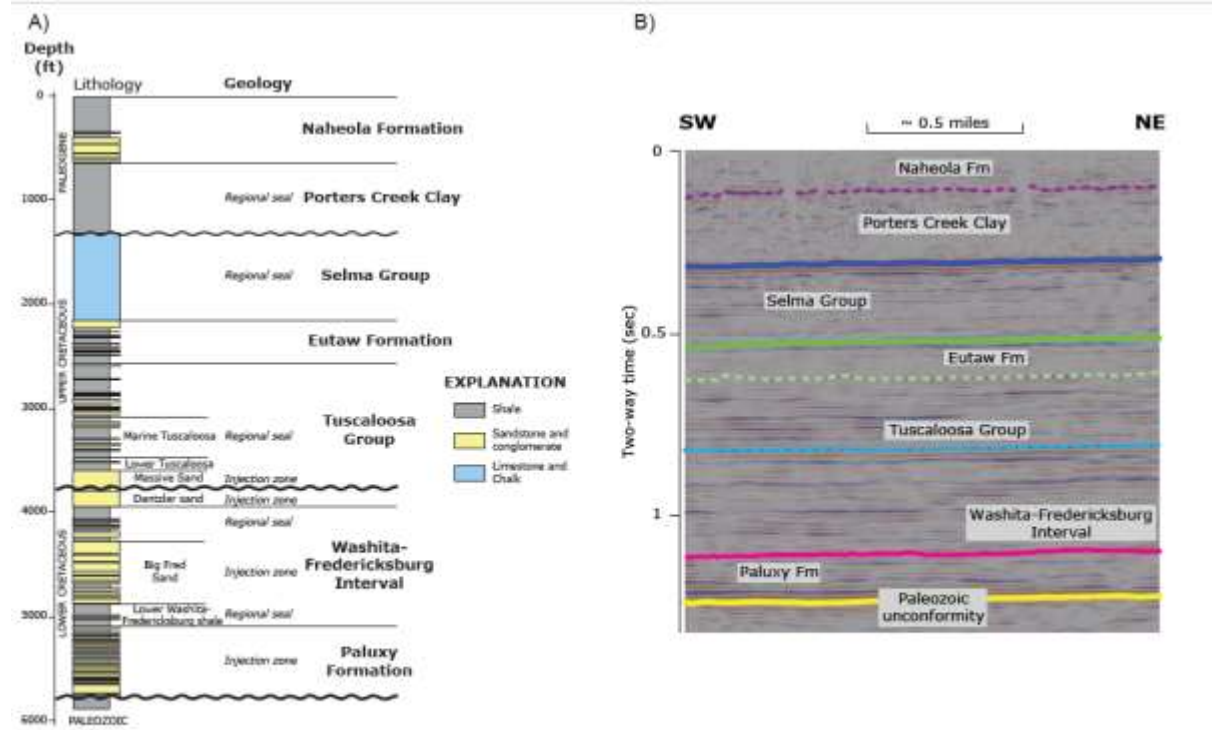 A)
Depth
(ft)
Lithology
Geology
0
Naheola Formation
PALEOGENE
1000
Regional seal
Porters Creek Clay
Regional seal
Selma Group
2000
UPPER CRETACEOUS
Eutaw Formation
3000
Tuscaloosa
Group
Marine Tuscaloosa
Regional seal
Lower Tuscaloosa
Massive Sand
Injection zone
Dantzler sand
Injection zone
4000
Regional seal
LOWER CRETACEOUS
Washita-
Fredericksburg
Interval
Big Fred
Sand
Injection zone
5000
Lower Washita-
Fredericksburg shale
Regional seal
Injection zone
Paluxy
Formation
6000
PALEOZOIC
EXPLANATION
Shale
Sandstone and
conglomerate
Limestone and
Chalk
B)
SW
~ 0.5 miles
NE
0
Naheola Fm
Porters Creek Clay
Selma Group
0.5
Two-way time (sec)
Eutaw Fm
Tuscaloosa Group
1
Washita-Fredericksburg
Interval
Paluxy Fm
Paleozoic
unconformity